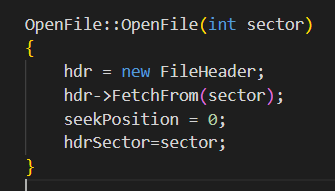 OpenFile::OpenFile(int sector)
{
    hdr = new FileHeader;
    hdr->FetchFrom(sector);
    seekPosition = 0;
    hdrSector=sector;
}